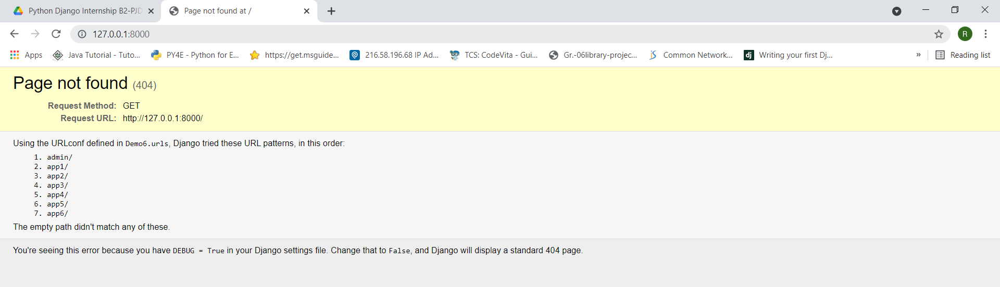 Python Django Internship B2-PJD
Page not found at /
127.0.0.1:8000
R
Apps
Java Tutorial - Tuto...
PY4E - Python for E...
https://get.msguide...
216.58.196.68 IP Ad...
TCS: CodeVita - Gui...
Gr.-06library-projec...
Common Network...
dj
Writing your first Dj...
»
Reading list
Page not found (404)
Request Method: GET
Request URL: http://127.0.0.1:8000/
Using the URLconf defined in Demo6.urls, Django tried these URL patterns, in this order:
1. admin/
2. app1/
3. app2/
4. app3/
5. app4/
6. app5/
7. app6/
The empty path didn't match any of these.
You're seeing this error because you have DEBUG = True in your Django settings file. Change that to False, and Django will display a standard 404 page.